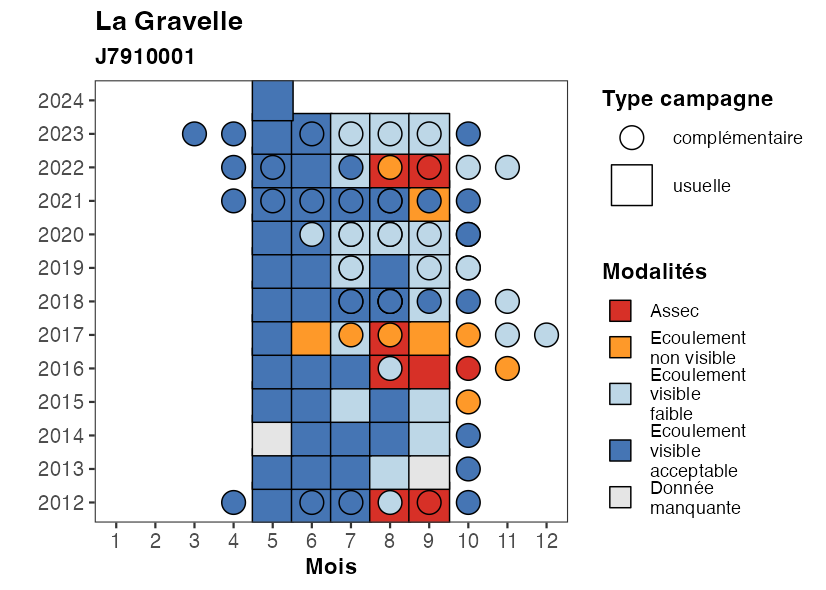 La Gravelle
J7910001
2024
2023
2022
2021
2020
2019
2018
2017
2016
2015
2014
2013
2012
1 2 3 4 5 6 7 8 9 10 11 12
Mois
Type campagne
complémentaire
usuelle
Modalités
Assec
Ecoulement
non visible
Ecoulement
visible
faible
Ecoulement
visible
acceptable
Donnée
manquante